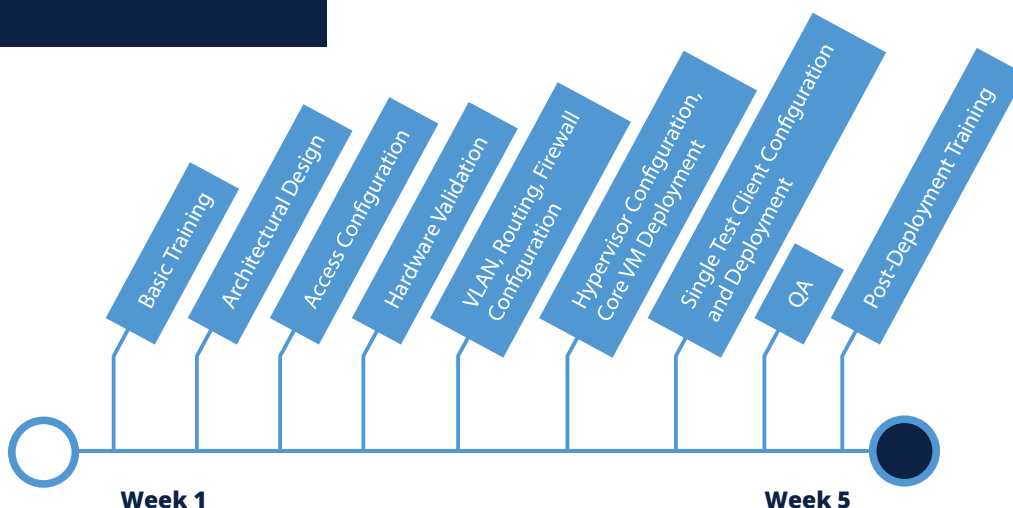 Basic Training
Architectural Design
Access Configuration
Hardware Validation
VLAN, Routing, Firewall
Configuration
Hypervisor Configuration,
Core VM Deployment
Single Test Client Configuration
and Deployment
QA
Post-Deployment Training
Week 1
Week 5